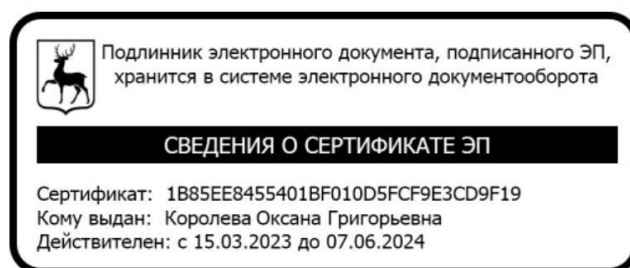 Подлинник электронного документа, подписанного ЭП,
хранится в системе электронного документооборота
СВЕДЕНИЯ О СЕРТИФИКАТЕ ЭП
Сертификат: 1B85EE8455401BF010D5FCF9E3CD9F19
Кому выдан: Королева Оксана Григорьевна
Действителен: с 15.03.2023 до 07.06.2024